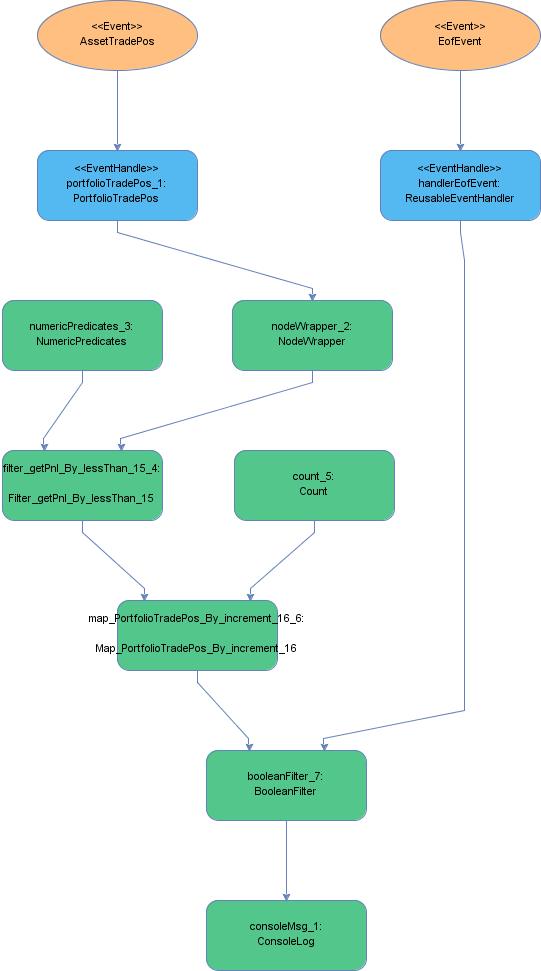 <<Event>>
AssetTradePos
<<Event>>
EofEvent
<<EventHandle>>
portfolioTradePos_1:
PortfolioTradePos
<<EventHandle>>
handlerEofEvent:
ReusableEventHandler
numericPredicates_3:
NumericPredicates
nodeWrapper_2:
NodeWrapper
filter_getPnl_By_lessThan_15_4:
Filter_getPnl_By_lessThan_15
count_5:
Count
map_PortfolioTradePos_By_increment_16_6:
Map_PortfolioTradePos_By_increment_16
booleanFilter_7:
BooleanFilter
consoleMsg_1:
ConsoleLog